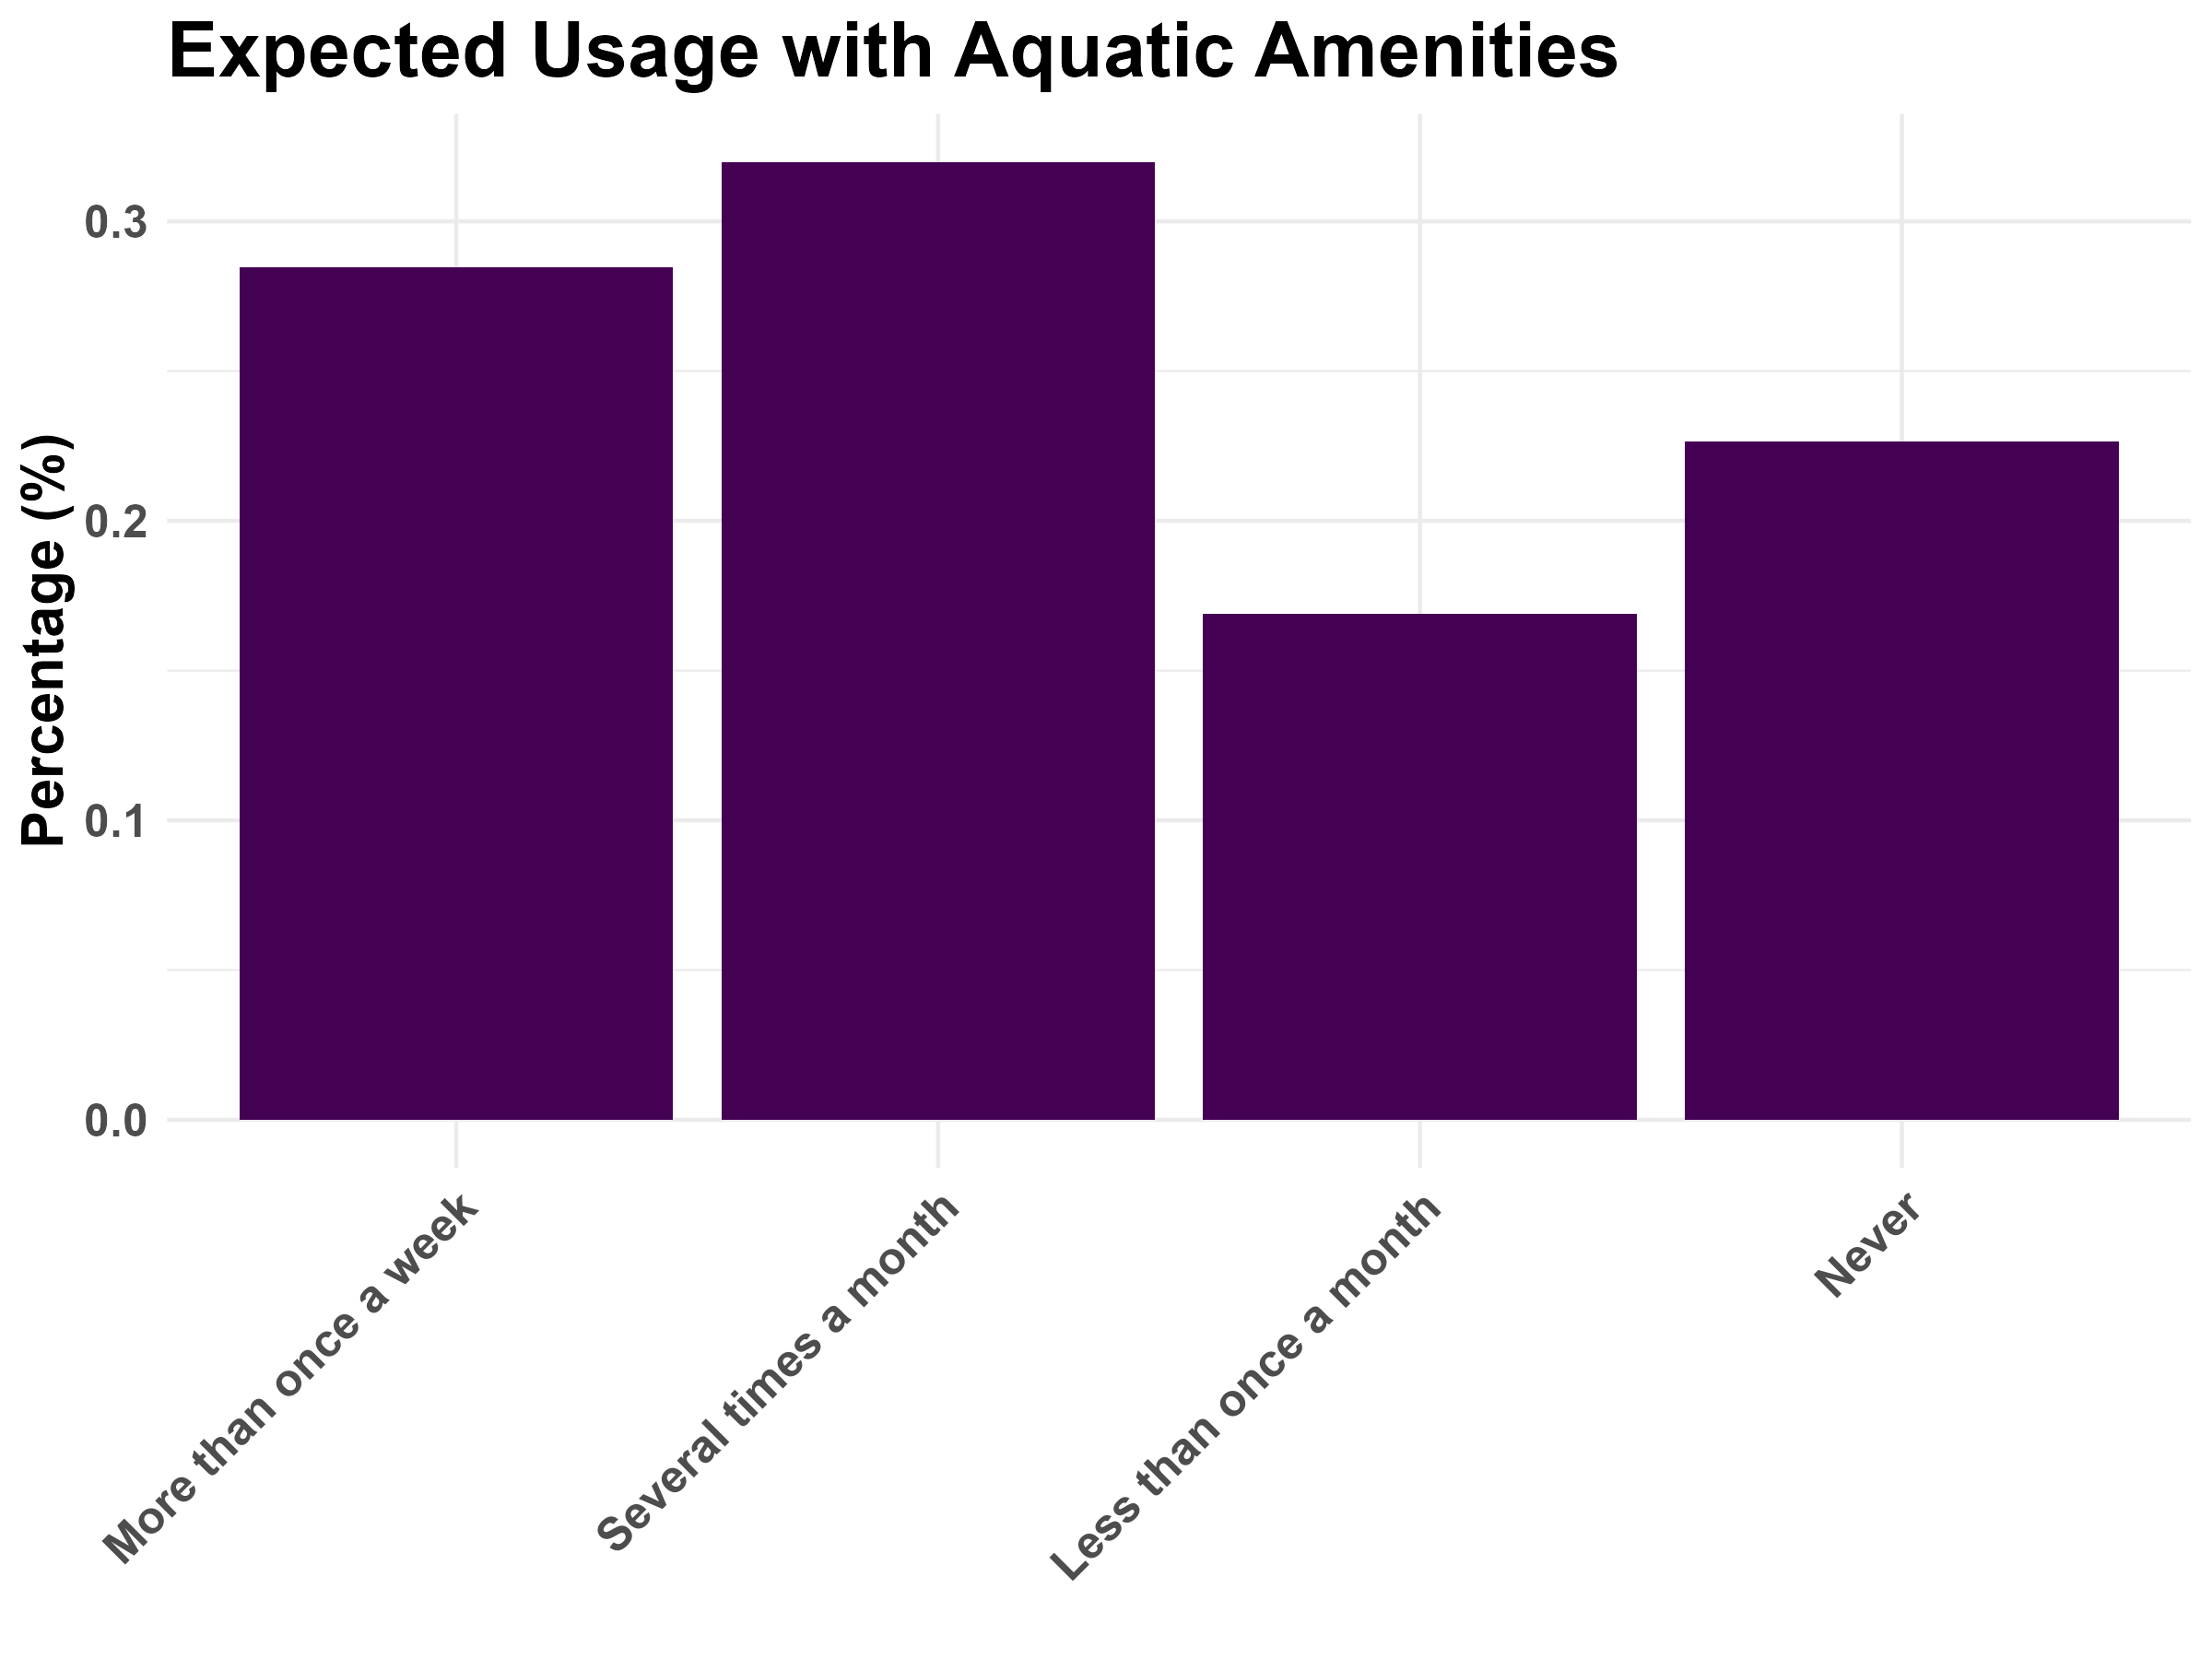 Expected Usage with Aquatic Amenities
Percentage (%)
0.3
0.2
0.1
0.0
More than once a week
Several times a month
Less than once a month
Never